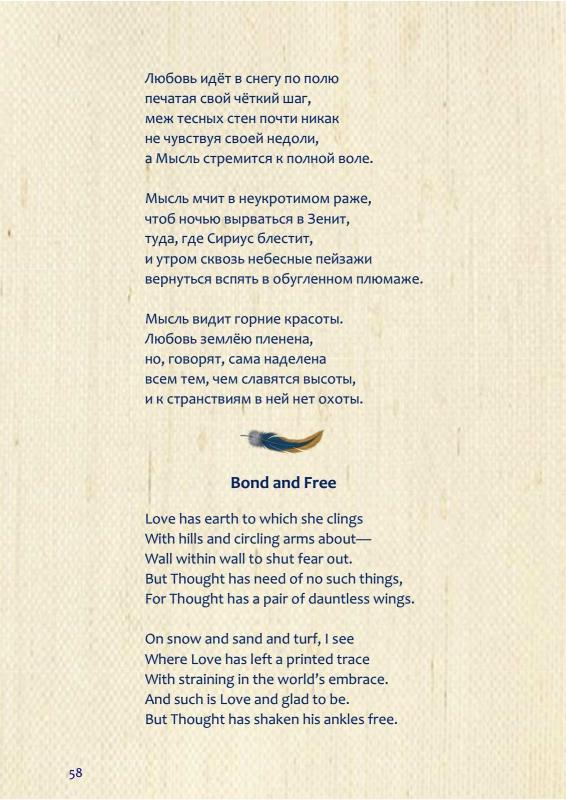 Любовь идёт в снегу по полю
печатая свой чёткий шаг,
меж тесных стен почти никак
не чувствуя своей недоли,
а Мысль стремится к полной воле.
Мысль мчит в неукротимом раже,
чтоб ночью вырваться в Зенит,
туда, где Сириус блестит,
и утром сквозь небесные пейзажи
вернуться вспять в обугленном плюмаже.
Мысль видит горние красоты.
Любовь землёю пленена,
но, говорят, сама наделена
всем тем, чем славятся высоты,
и к странствиям в ней нет охоты.
Bond and Free
Love has earth to which she clings
With hills and circling arms about—
Wall within wall to shut fear out.
But Thought has need of no such things,
For Thought has a pair of dauntless wings.
On snow and sand and turf, I see
Where Love has left a printed trace
With straining in the world’s embrace.
And such is Love and glad to be.
But Thought has shaken his ankles free.
58